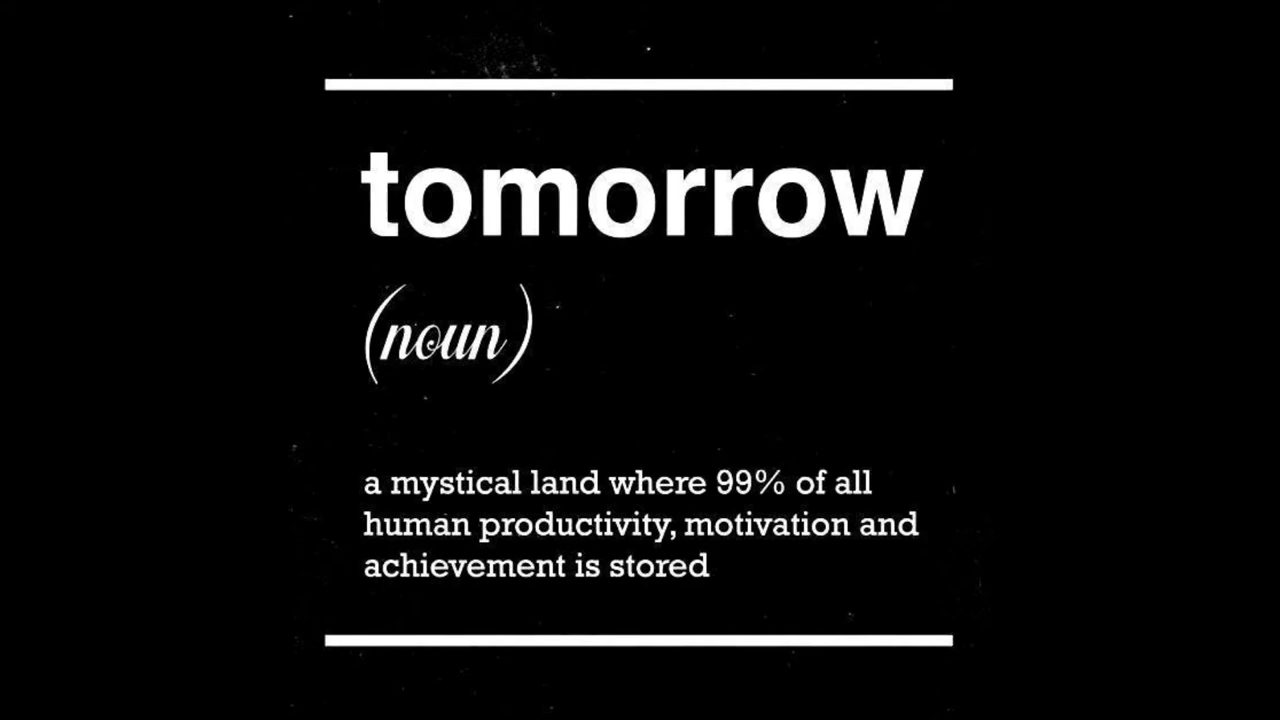 tomorrow
(noun)
a mystical land where 99% of all
human productivity, motivation and
achievement is stored